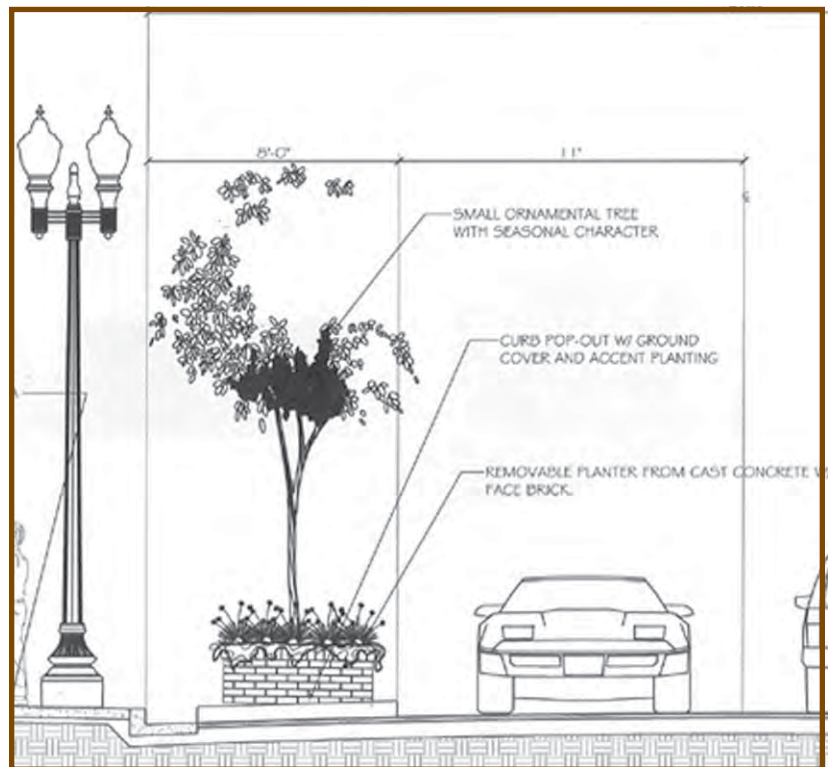 8'-0"
11'
SMALL ORNAMENTAL TREE
WITH SEASONAL CHARACTER
CURB POP-OUT W/ GROUND
COVER AND ACCENT PLANTING
REMOVABLE PLANTER FROM CAST CONCRETE W
FACE BRICK.